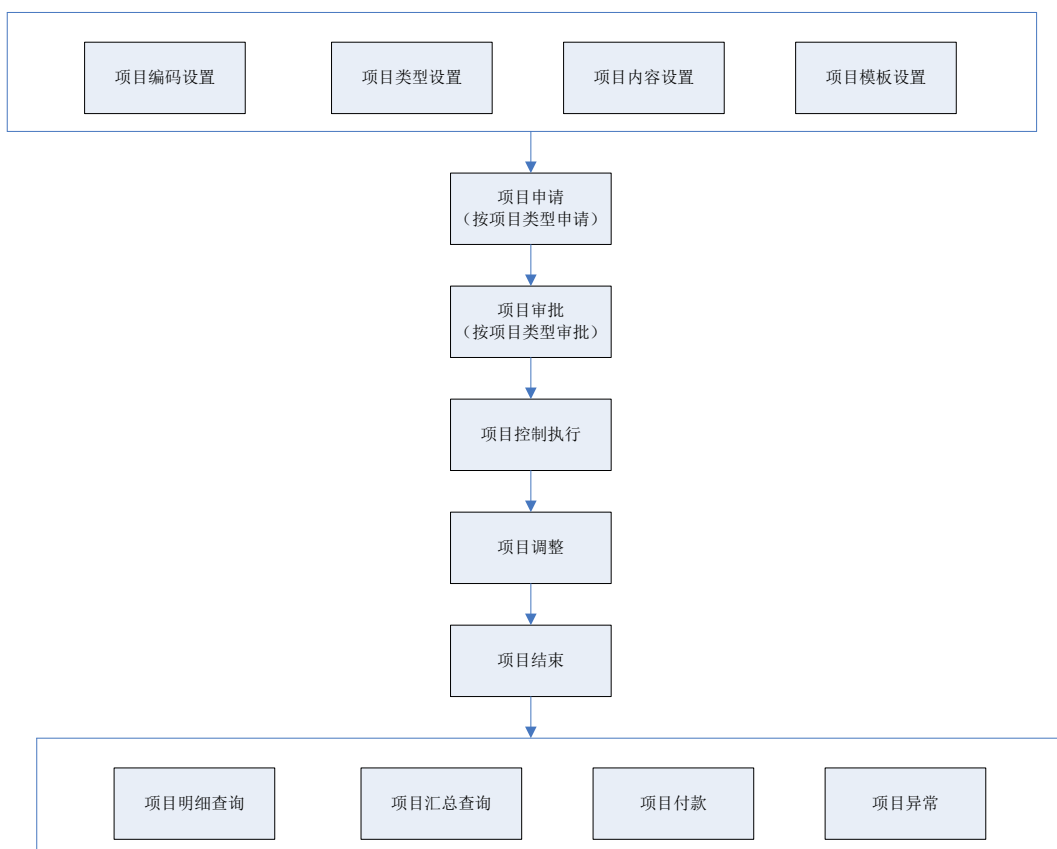 项目编码设置
项目类型设置
项目内容设置
项目模板设置
项目申请
（按项目类型申请）
项目审批
（按项目类型审批）
项目控制执行
项目调整
项目结束
项目明细查询
项目汇总查询
项目付款
项目异常